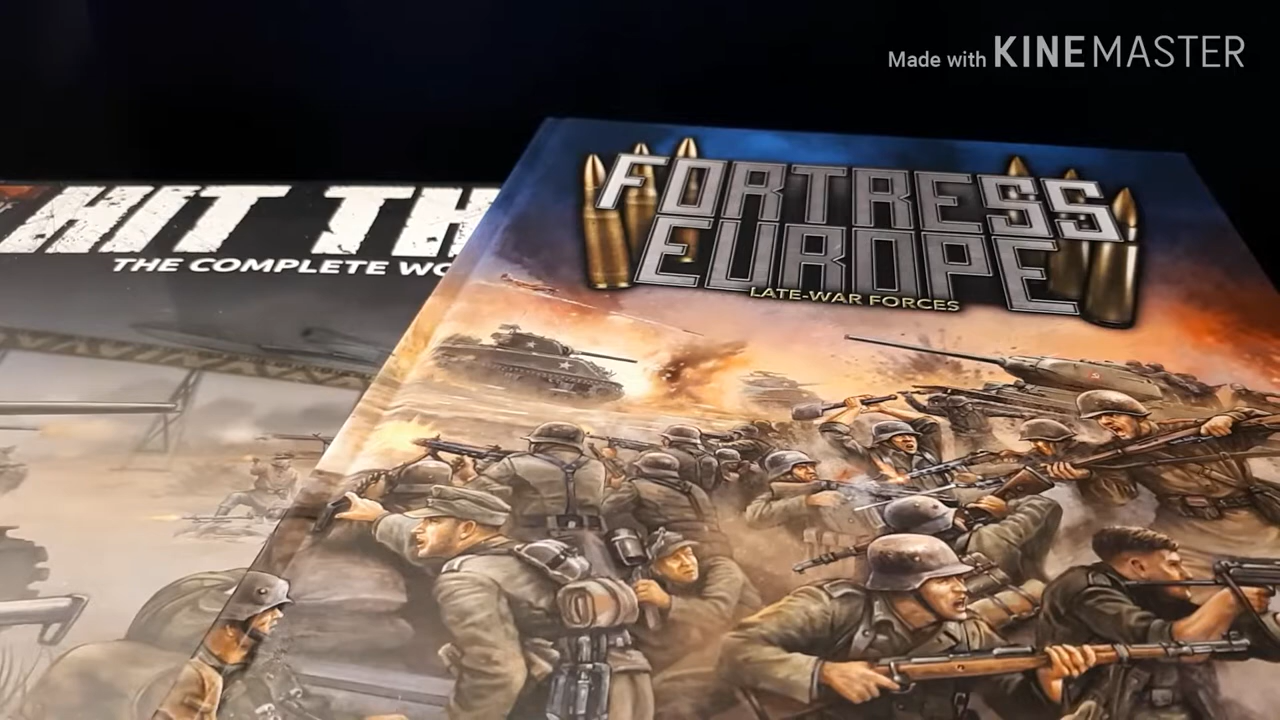 Made with KINEMASTER
HIT TH
THE COMPLETE WO
FORTRESS
EUROPE
LATE-WAR FORCES